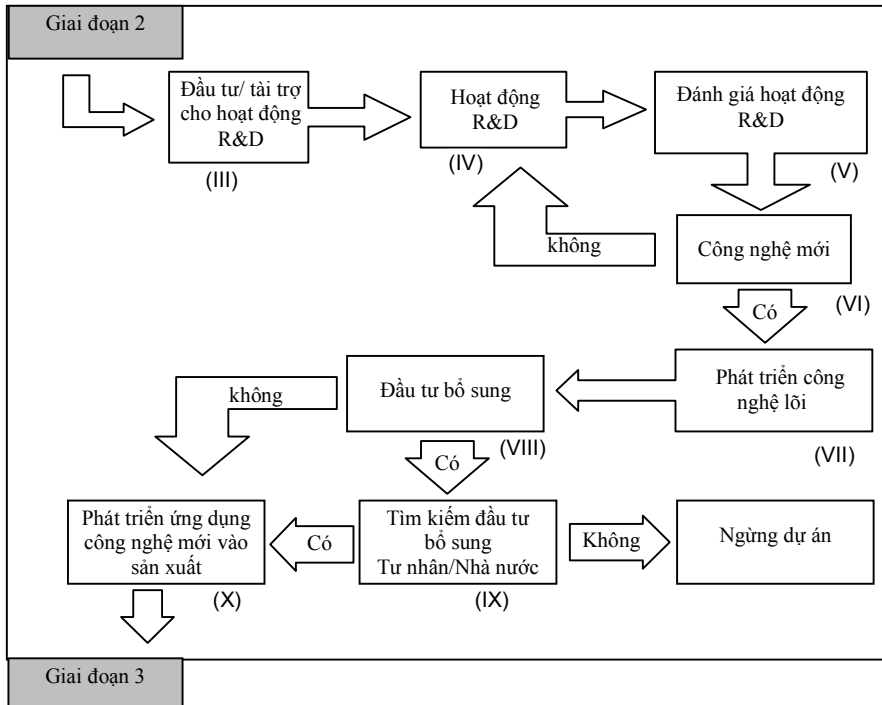 Giai đoạn 2
Đầu tư/ tài trợ
cho hoạt động
R&D
(III)
Hoạt động
R&D
(IV)
Đánh giá hoạt động
R&D
(V)
Công nghệ mới
(VI)
không
Có
Phát triển công
nghệ lõi
(VII)
Đầu tư bổ sung
(VIII)
không
Có
Phát triển ứng dụng
công nghệ mới vào
sản xuất
(X)
Có
Tìm kiếm đầu tư
bổ sung
Tư nhân/Nhà nước
(IX)
Không
Ngừng dự án
Giai đoạn 3